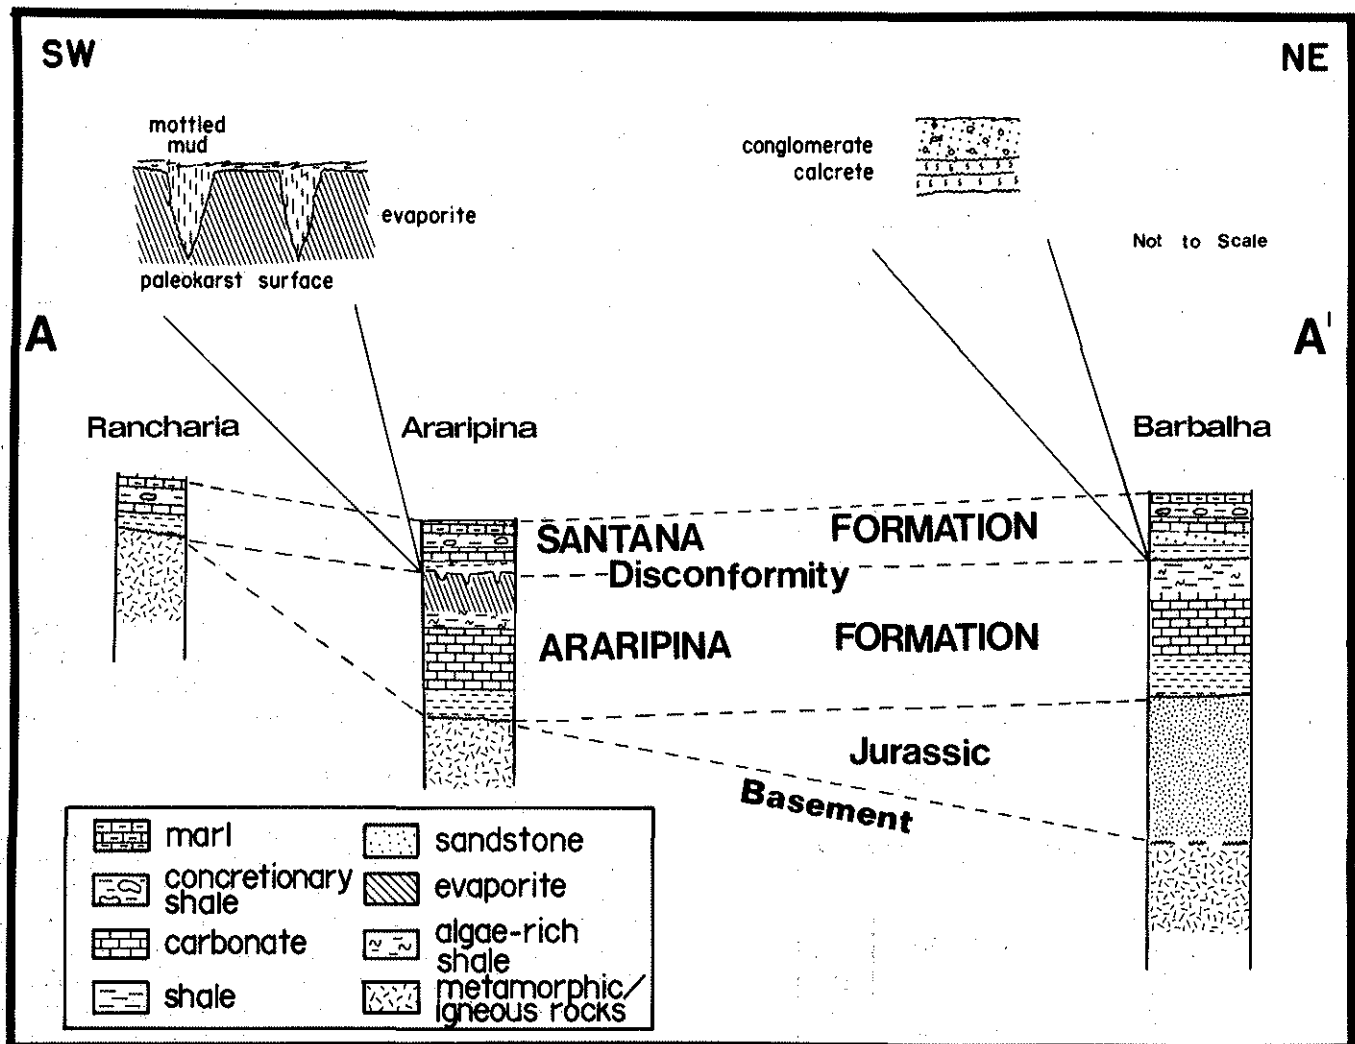 SW
NE
mottled
mud
evaporite
paleokarst surface
conglomerate
calcrete
Not to Scale
A
A'
Rancharia
Araripina
Barbalha
SANTANA FORMATION
Disconformity
ARARIPINA FORMATION
Jurassic
Basement
marl
concretionary
shale
carbonate
shale
sandstone
evaporite
algae-rich
shale
metamorphic/
igneous rocks